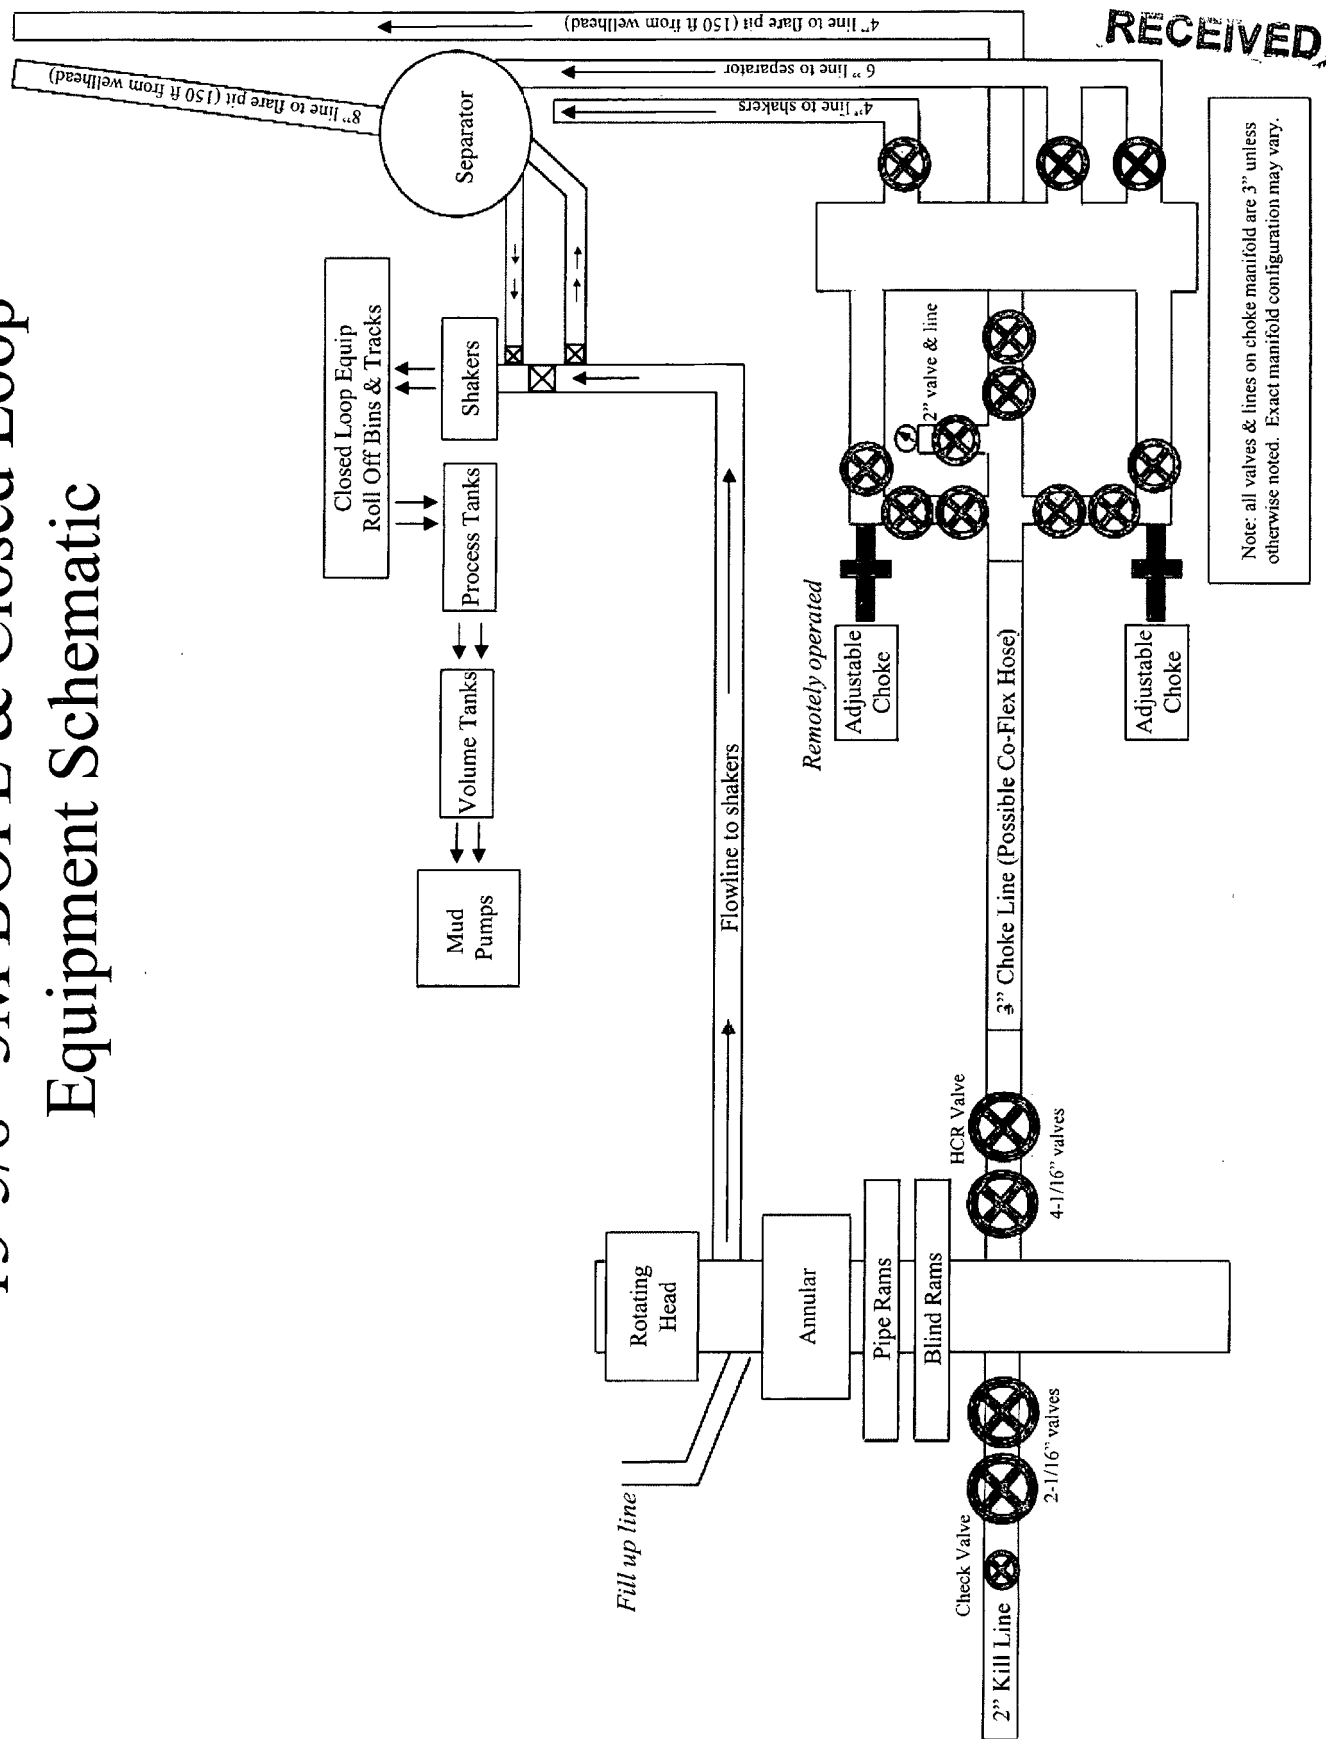 & Closed Loop
Equipment Schematic
8" line to flare pit (150 ft from wellhead)
4" line to flare pit (150 ft from wellhead)
Closed Loop Equip
Roll Off Bins & Tracks
Separator
Mud
Pumps
Volume Tanks
Process Tanks
Shakers
6" line to separator
4" line to shakers
Fill up line
Rotating
Head
Flowline to shakers
Annular
Pipe Rams
Blind Rams
Remotely operated
Adjustable
Choke
2" valve & line
Check Valve
HCR Valve
2" Kill Line
3" Choke Line (Possible Co-Flex Hose)
2-1/16" valves
4-1/16" valves
Adjustable
Choke
Note: all valves & lines on choke manifold are 3" unless
otherwise noted. Exact manifold configuration may vary.
RECEIVED